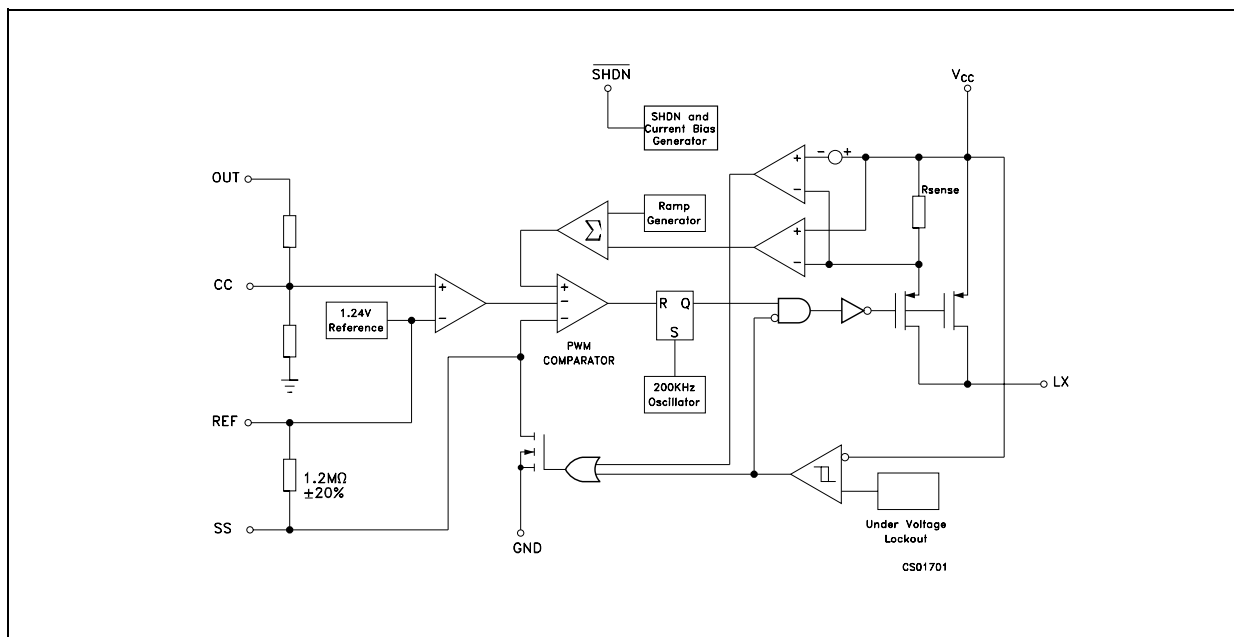 SHDN
VCC
SHDN and
Current Bias
Generator
- +
+
-
Rsense
OUT
Ramp
Generator
Σ
+
-
CC
+
-
1.24V
Reference
+
-
-
PWM
COMPARATOR
R Q
S
200KHz
Oscillator
LX
REF
1.2MΩ
±20%
SS
GND
Under Voltage
Lockout
CS01701